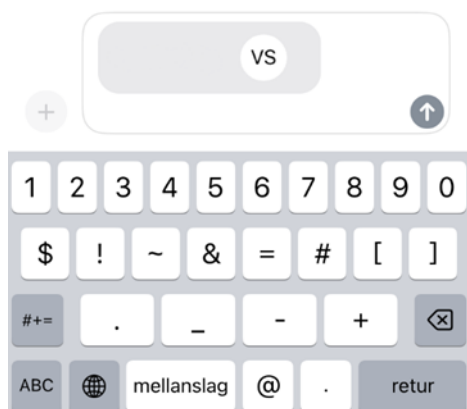 VS
+
1 2 3 4 5 6 7 8 9 0
$ ! ~ & = # [ ]
#+= . _ - +
ABC mellanslag @ . retur